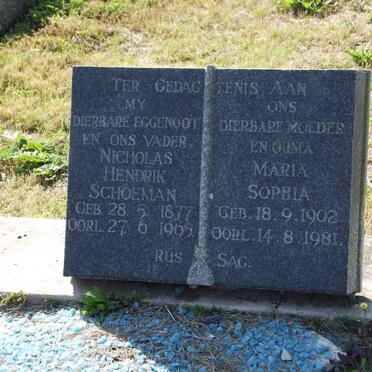 TER GEDAGTENIS AAN
MY
DIERBARE EGGENOOT
EN ONS VADER
NICHOLAS
HENDRIK
SCHOEMAN
GEB. 28. 5. 1877
OORL. 27. 6. 1965.
ONS
DIERBARE MOEDER
EN OUMA
MARIA
SOPHIA
GEB. 18. 9. 1902
OORL. 14. 8. 1981.
RUS SAG.